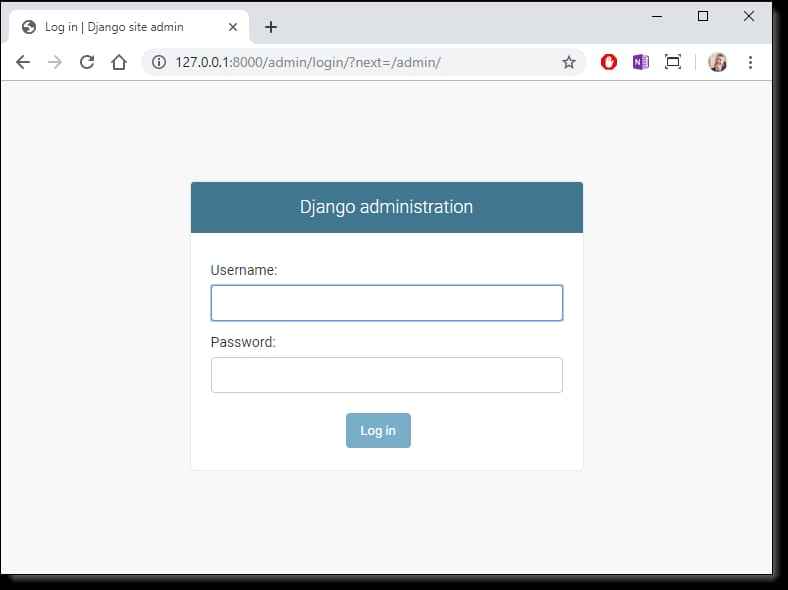 Log in | Django site admin
127.0.0.1:8000/admin/login/?next=/admin/
N
Django administration
Username:
Password:
Log in